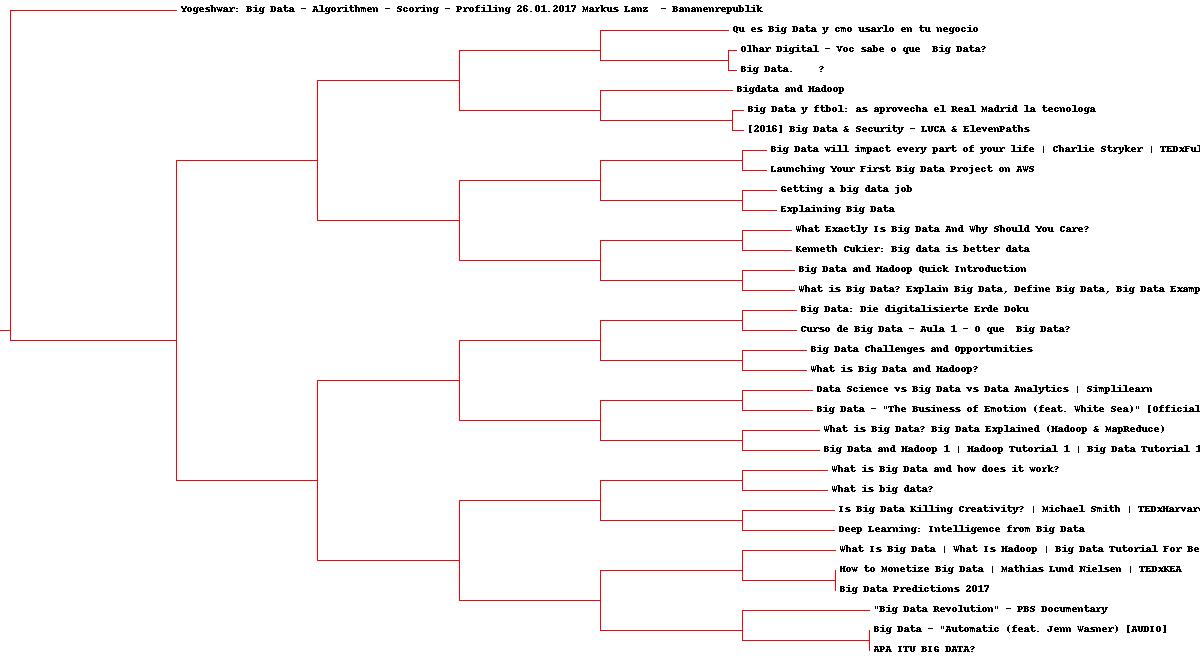 Yogeshwar: Big Data - Algorithmen - Scoring - Profiling 26.01.2017 Markus Lanz  - Bananenrepublik
Qu es Big Data y cmo usarlo en tu negocio
Olhar Digital - Voc sabe o que  Big Data?
Big Data.    ?
Bigdata and Hadoop
Big Data y ftbol: as aprovecha el Real Madrid la tecnologa
[2016] Big Data & Security - LUCA & ElevenPaths
Big Data will impact every part of your life | Charlie Stryker | TEDxFul
Launching Your First Big Data Project on AWS
Getting a big data job
Explaining Big Data
What Exactly Is Big Data And Why Should You Care?
Kenneth Cukier: Big data is better data
Big Data and Hadoop Quick Introduction
What is Big Data? Explain Big Data, Define Big Data, Big Data Examp
Big Data: Die digitalisierte Erde Doku
Curso de Big Data - Aula 1 - O que  Big Data?
Big Data Challenges and Opportunities
What is Big Data and Hadoop?
Data Science vs Big Data vs Data Analytics | Simplilearn
Big Data - "The Business of Emotion (feat. White Sea)" [Official
What is Big Data? Big Data Explained (Hadoop & MapReduce)
Big Data and Hadoop 1 | Hadoop Tutorial 1 | Big Data Tutorial 1
What is Big Data and how does it work?
What is big data?
Is Big Data Killing Creativity? | Michael Smith | TEDxHarvar
Deep Learning: Intelligence from Big Data
What Is Big Data | What Is Hadoop | Big Data Tutorial For Be
How to Monetize Big Data | Mathias Lund Nielsen | TEDxKEA
Big Data Predictions 2017
"Big Data Revolution" - PBS Documentary
Big Data - "Automatic (feat. Jenn Wasner) [AUDIO]
APA ITU BIG DATA?